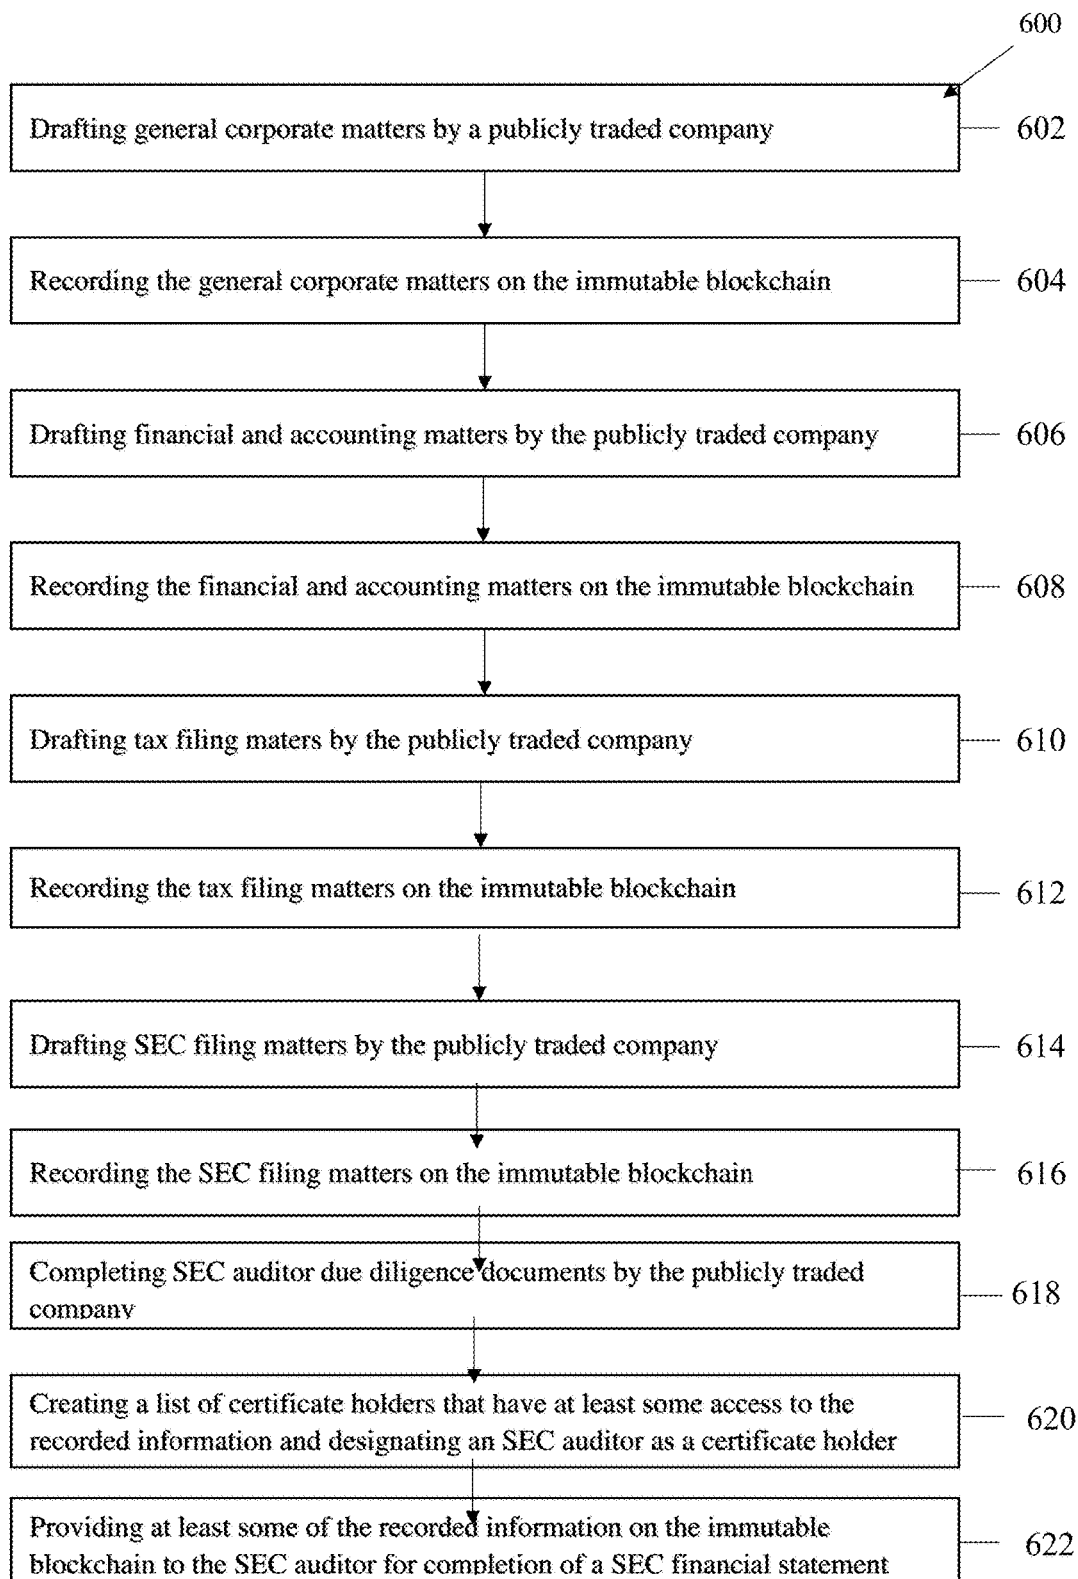 600
Drafting general corporate matters by a publicly traded company
602
Recording the general corporate matters on the immutable blockchain
604
Drafting financial and accounting matters by the publicly traded company
606
Recording the financial and accounting matters on the immutable blockchain
608
Drafting tax filing maters by the publicly traded company
610
Recording the tax filing matters on the immutable blockchain
612
Drafting SEC filing matters by the publicly traded company
614
Recording the SEC filing matters on the immutable blockchain
616
Completing SEC auditor due diligence documents by the publicly traded
company
618
Creating a list of certificate holders that have at least some access to the
recorded information and designating an SEC auditor as a certificate holder
620
Providing at least some of the recorded information on the immutable
blockchain to the SEC auditor for completion of a SEC financial statement
622